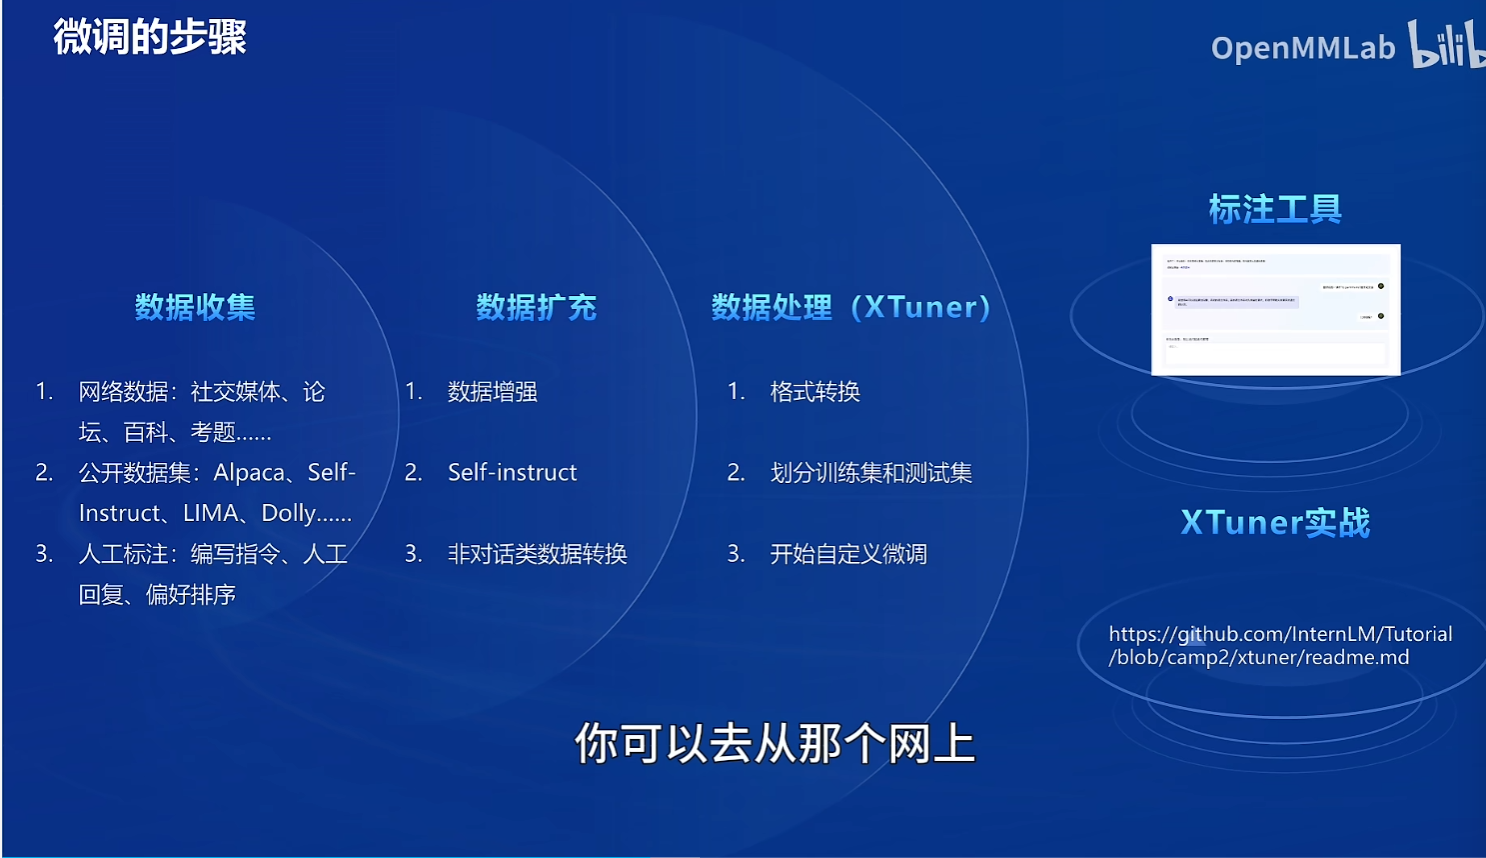 微调的步骤
OpenMMLab bilib
数据收集
1. 网络数据：社交媒体、论
坛、百科、考题……
2. 公开数据集：Alpaca、Self-
Instruct、LIMA、Dolly……
3. 人工标注：编写指令、人工
回复、偏好排序
数据扩充
1. 数据增强
2. Self-instruct
3. 非对话类数据转换
数据处理（XTuner）
1. 格式转换
2. 划分训练集和测试集
3. 开始自定义微调
标注工具
XTuner实战
https://github.com/InternLM/Tutorial
/blob/camp2/xtuner/readme.md
你可以去从那个网上